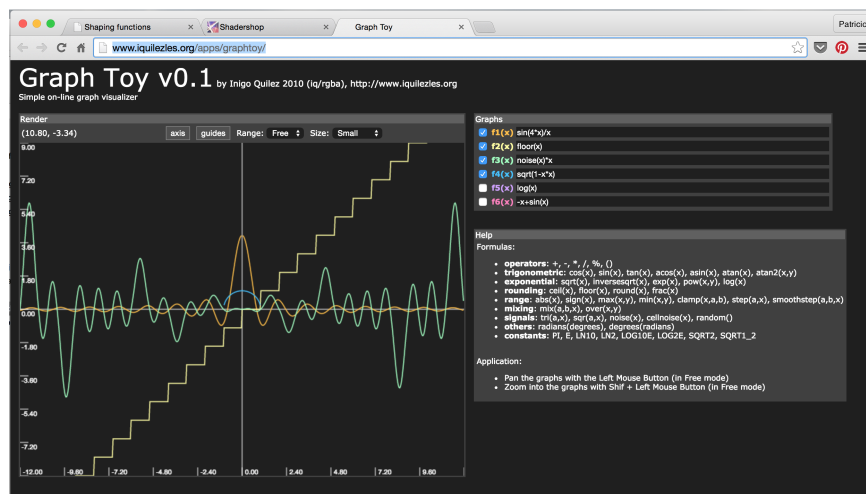 Shaping functions
Shadershop
Graph Toy
Patricio
www.iquilezles.org/apps/graphtoy/
Graph Toy v0.1 by Inigo Quilez 2010 (iq/rgba), http://www.iquilezles.org
Simple on-line graph visualizer
Render
(10.80, -3.34)
axis
guides
Range:
Free
Size:
Small
9.00
7.20
5.40
3.60
1.80
0.00
-1.80
-3.60
-5.40
-7.20
-12.00
-9.60
-7.20
-4.80
-2.40
0.00
2.40
4.80
7.20
9.60
Graphs
f1(x) sin(4*x)/x
f2(x) floor(x)
f3(x) noise(x)*x
f4(x) sqrt(1-x*x)
f5(x) log(x)
f6(x) -x+sin(x)
Help
Formulas:
operators: +, -, *, /, %, ()
trigonometric: cos(x), sin(x), tan(x), acos(x), asin(x), atan(x), atan2(x,y)
exponential: sqrt(x), inversesqrt(x), exp(x), pow(x,y), log(x)
rounding: ceil(x), floor(x), round(x), frac(x)
range: abs(x), sign(x), max(x,y), min(x,y), clamp(x,a,b), step(a,x), smoothstep(a,b,x)
mixing: mix(a,b,x), over(x,y)
signals: tri(a,x), sqr(a,x), noise(x), cellnoise(x), random()
others: radians(degrees), degrees(radians)
constants: PI, E, LN10, LN2, LOG10E, LOG2E, SQRT2, SQRT1_2
Application:
Pan the graphs with the Left Mouse Button (in Free mode)
Zoom into the graphs with Shif + Left Mouse Button (in Free mode)